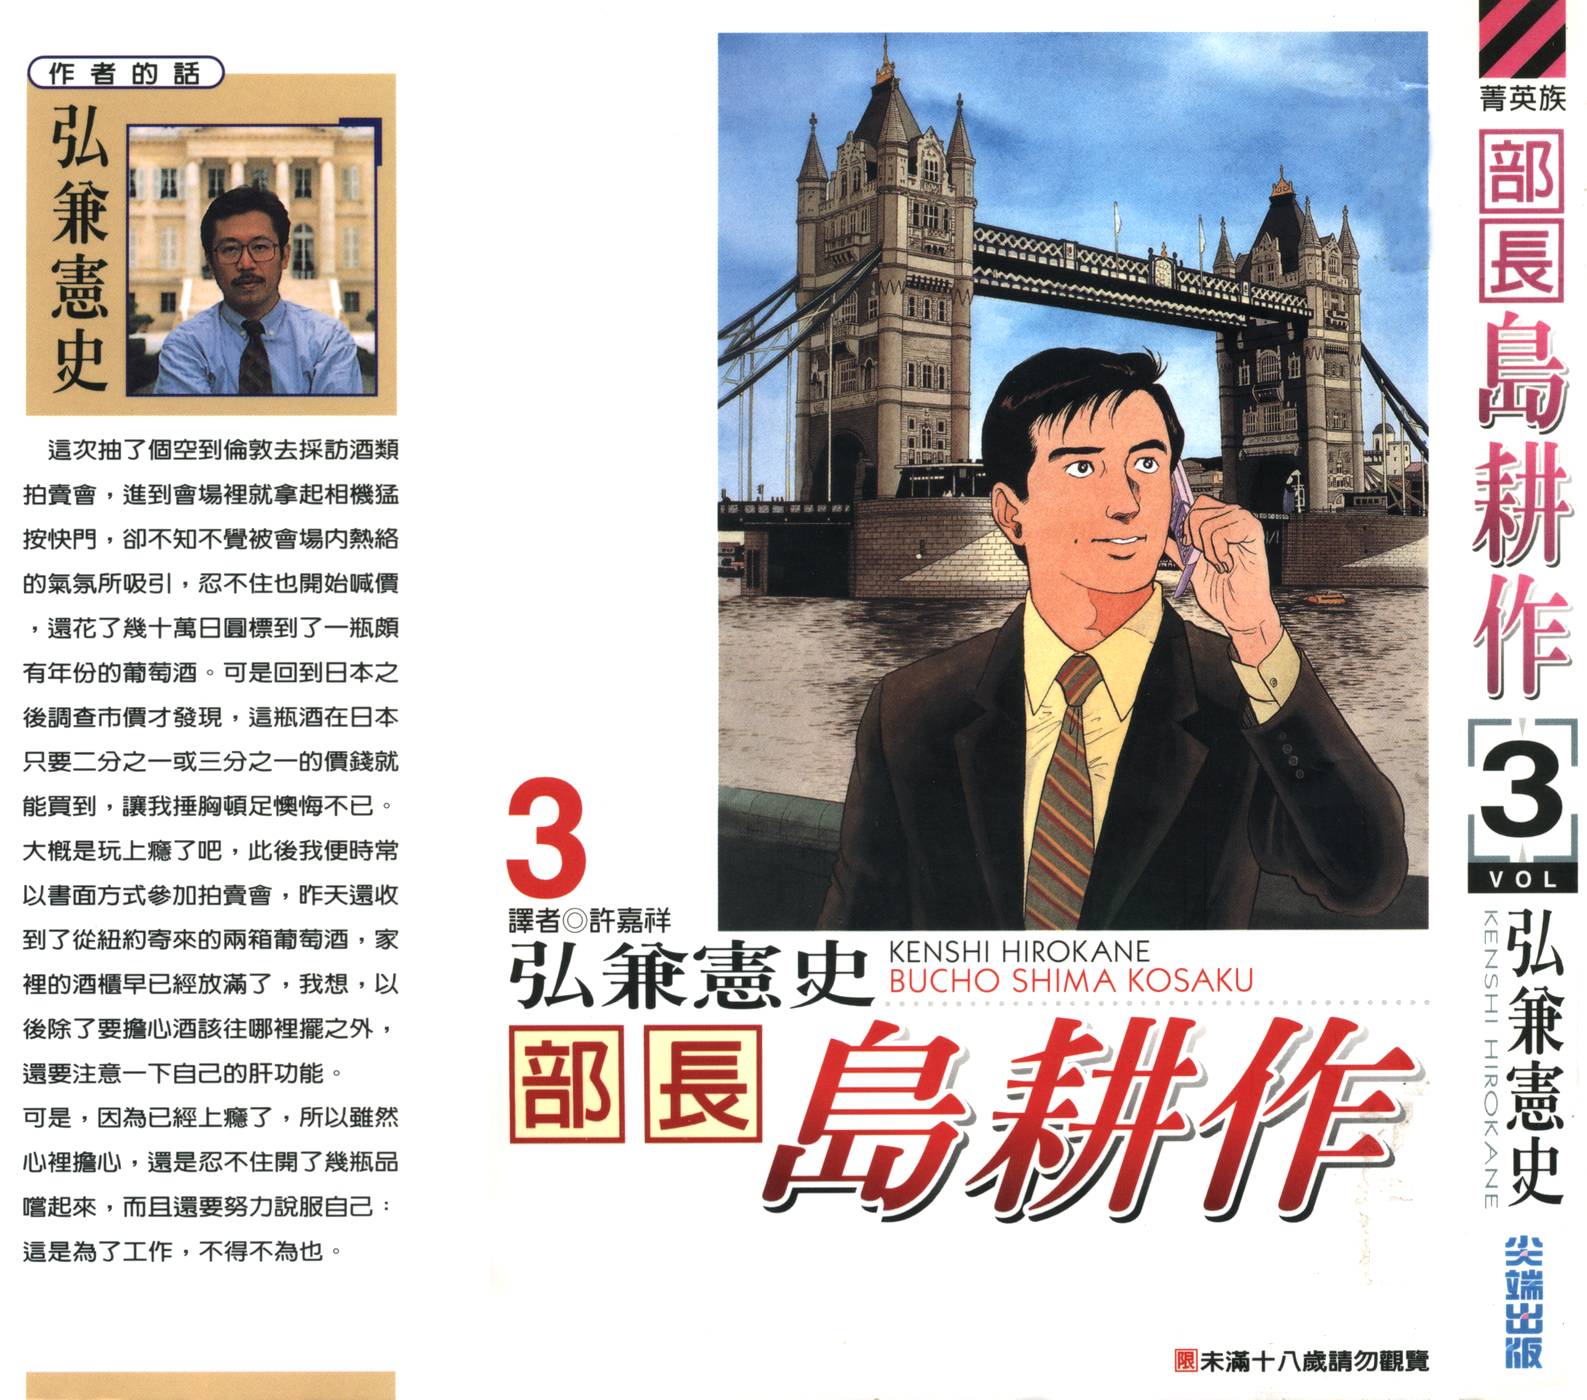 作者的話
弘兼憲史
這次抽了個空到倫敦去採訪酒類
拍賣會，進到會場裡就拿起相機猛
按快門，卻不知不覺被會場内熱絡
的氣氛所吸引，忍不住也開始喊價
，還花了幾十萬日圓標到了一瓶頗
有年份的葡萄酒。可是回到日本之
後調查市價才發現，這瓶酒在日本
只要二分之一或三分之一的價錢就
能買到，讓我捶胸頓足懊悔不已。
大概是玩上癮了吧，此後我便時常
以書面方式參加拍賣會，昨天還收
到了從紐約寄來的兩箱葡萄酒，家
裡的酒櫃早已經放滿了，我想，以
後除了要擔心酒該往哪裡擺之外，
還要注意一下自己的肝功能。
可是，因為已經上癮了，所以雖然
心裡擔心，還是忍不住開了幾瓶品
嚐起來，而且還要努力說服自己：
這是為了工作，不得不為也。
3
譯者◎許嘉祥
弘兼憲史
KENSHI HIROKANE
BUCHO SHIMA KOSAKU
部長
島耕作
限未滿十八歲請勿觀覽
菁英族
部長島耕作
3
VOL
弘兼憲史
KENSHI HIROKANE
尖端出版